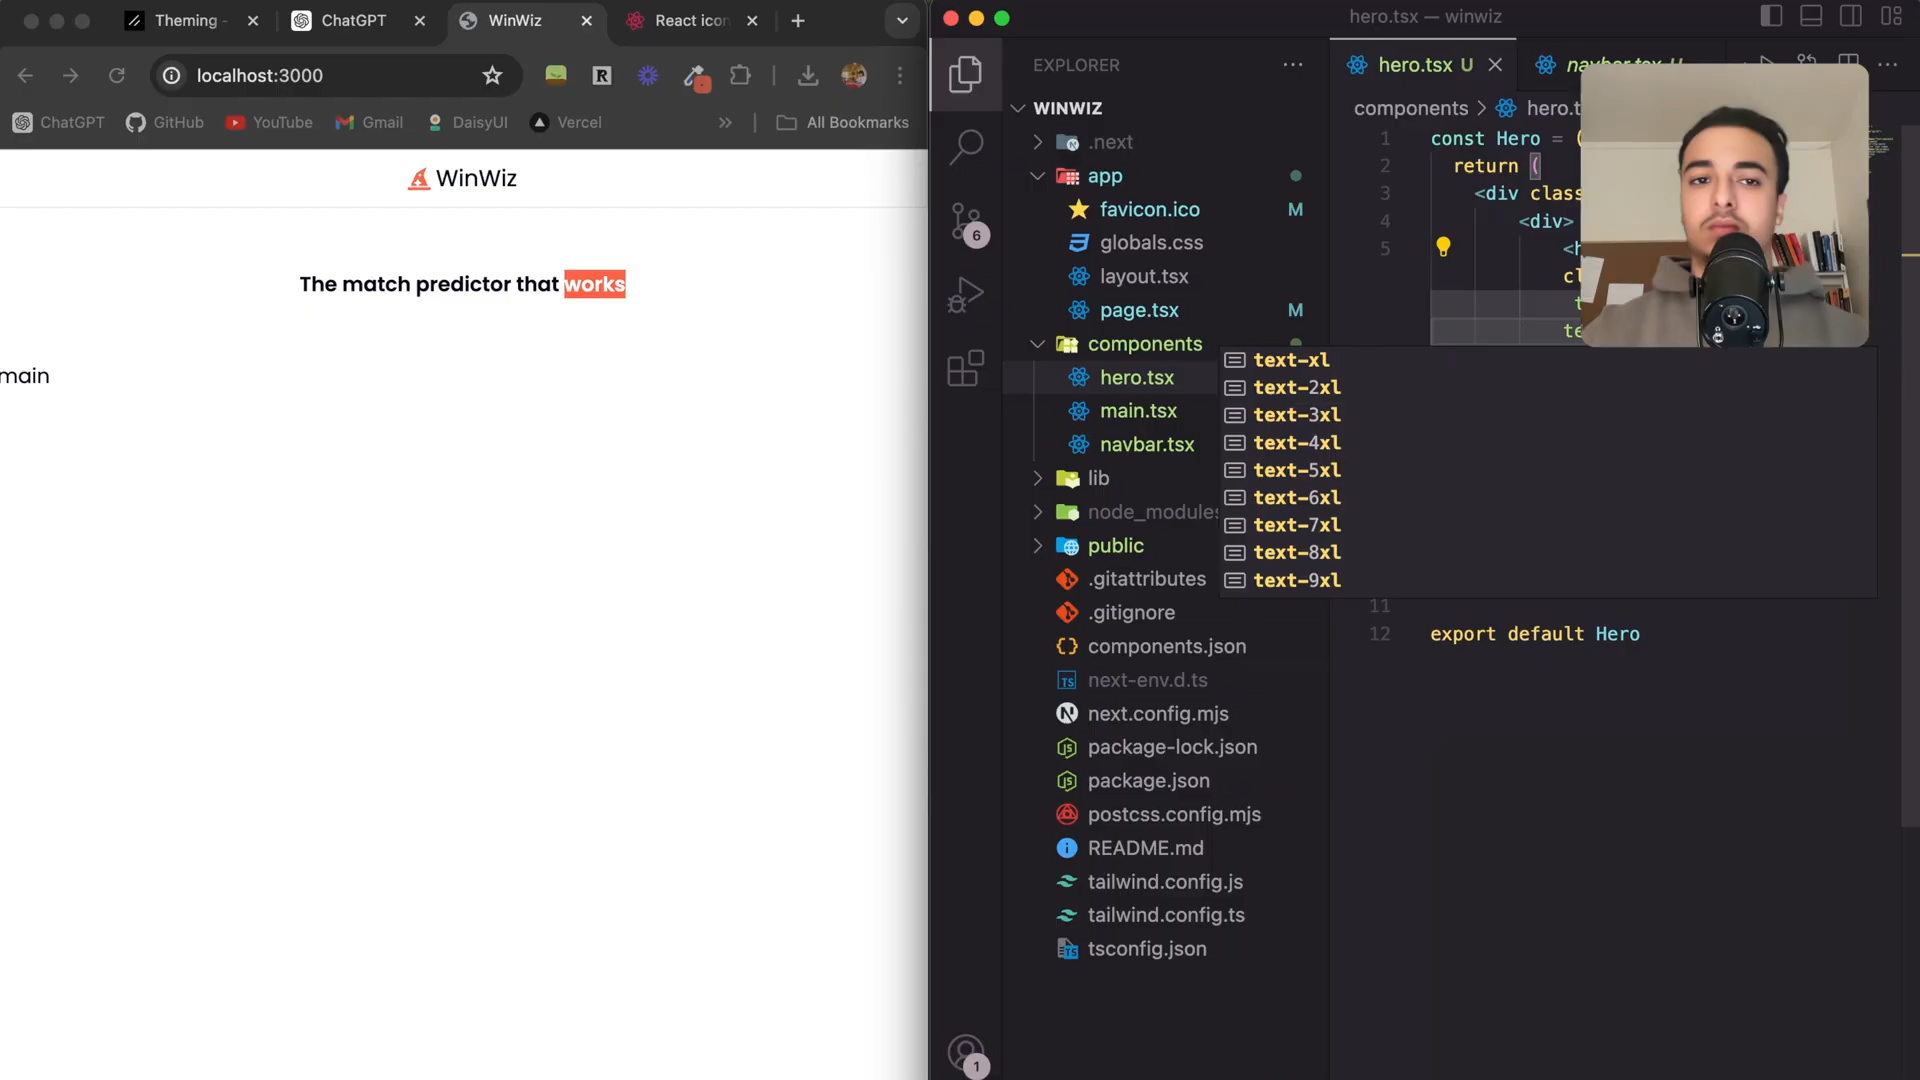 Theming -
ChatGPT
WinWiz
React icon
localhost:3000
ChatGPT
GitHub
YouTube
Gmail
DaisyUI
Vercel
All Bookmarks
WinWiz
The match predictor that works
main
hero.tsx — winwiz
EXPLORER
WINWIZ
.next
app
favicon.ico M
globals.css
layout.tsx
page.tsx M
components
hero.tsx
main.tsx
navbar.tsx
lib
node_modules
public
.gitattributes
.gitignore
components.json
next-env.d.ts
next.config.mjs
package-lock.json
package.json
postcss.config.mjs
README.md
tailwind.config.js
tailwind.config.ts
tsconfig.json
6
1
hero.tsx U
navbar.tsx U
components > hero.t
1 const Hero = (
2 return (
3 <div class
4 <div>
5 <h
cl
t
te
text-xl
text-2xl
text-3xl
text-4xl
text-5xl
text-6xl
text-7xl
text-8xl
text-9xl
11
12 export default Hero